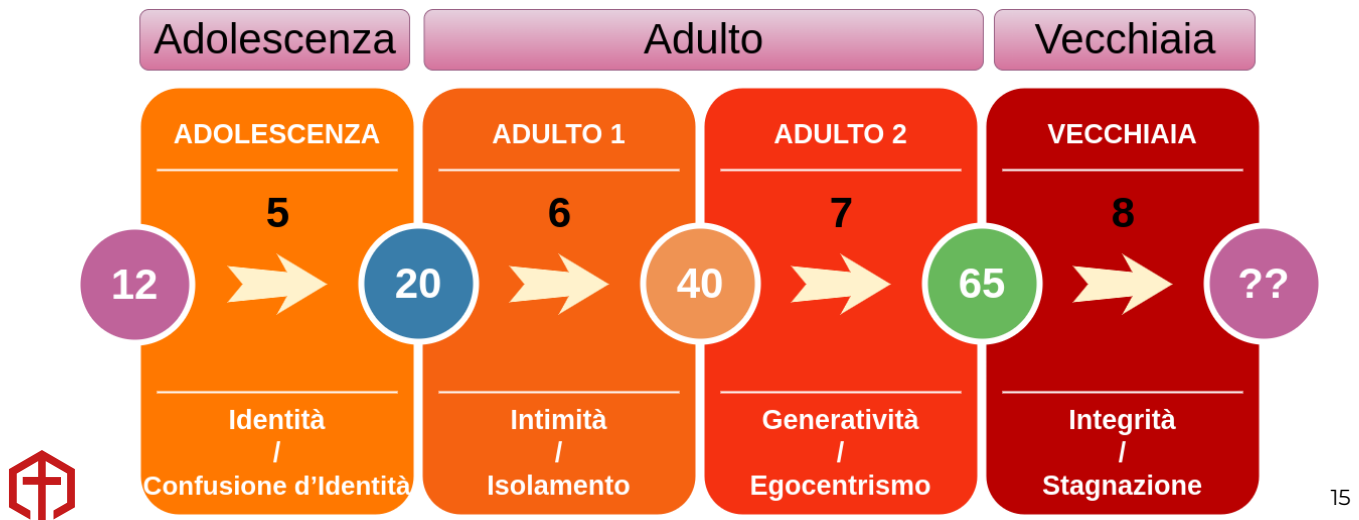 Adolescenza
Adulto
Vecchiaia
ADOLESCENZA
5
ADULTO 1
6
ADULTO 2
7
VECCHIAIA
8
12
20
40
65
??
Identità
/
Confusione d’Identità
Intimità
/
Isolamento
Generatività
/
Egocentrismo
Integrità
/
Stagnazione
15